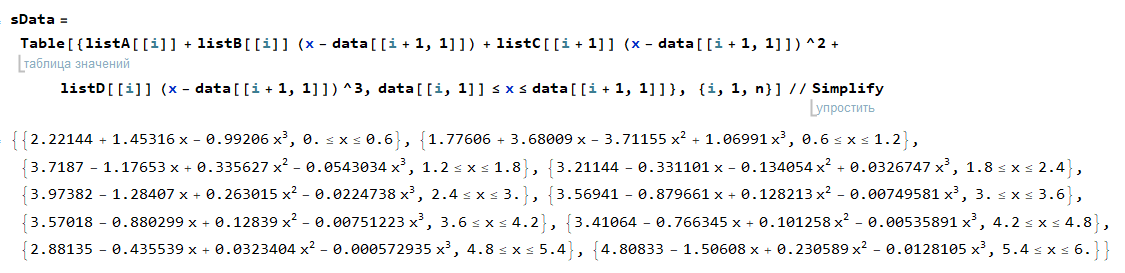 sData =
Table[{listA[[i]] + listB[[i]] (x - data[[i + 1, 1]]) + listC[[i + 1]] (x - data[[i + 1, 1]])^2 +
таблица значений
listD[[i]] (x - data[[i + 1, 1]])^3, data[[i, 1]] ≤ x ≤ data[[i + 1, 1]]}, {i, 1, n}] // Simplify
упростить
{{2.22144 + 1.45316 x - 0.99206 x³, 0. ≤ x ≤ 0.6}, {1.77606 + 3.68009 x - 3.71155 x² + 1.06991 x³, 0.6 ≤ x ≤ 1.2},
{3.7187 - 1.17653 x + 0.335627 x² - 0.0543034 x³, 1.2 ≤ x ≤ 1.8}, {3.21144 - 0.331101 x - 0.134054 x² + 0.0326747 x³, 1.8 ≤ x ≤ 2.4},
{3.97382 - 1.28407 x + 0.263015 x² - 0.0224738 x³, 2.4 ≤ x ≤ 3.}, {3.56941 - 0.879661 x + 0.128213 x² - 0.00749581 x³, 3. ≤ x ≤ 3.6},
{3.57018 - 0.880299 x + 0.12839 x² - 0.00751223 x³, 3.6 ≤ x ≤ 4.2}, {3.41064 - 0.766345 x + 0.101258 x² - 0.00535891 x³, 4.2 ≤ x ≤ 4.8},
{2.88135 - 0.435539 x + 0.0323404 x² - 0.000572935 x³, 4.8 ≤ x ≤ 5.4}, {4.80833 - 1.50608 x + 0.230589 x² - 0.0128105 x³, 5.4 ≤ x ≤ 6.}}